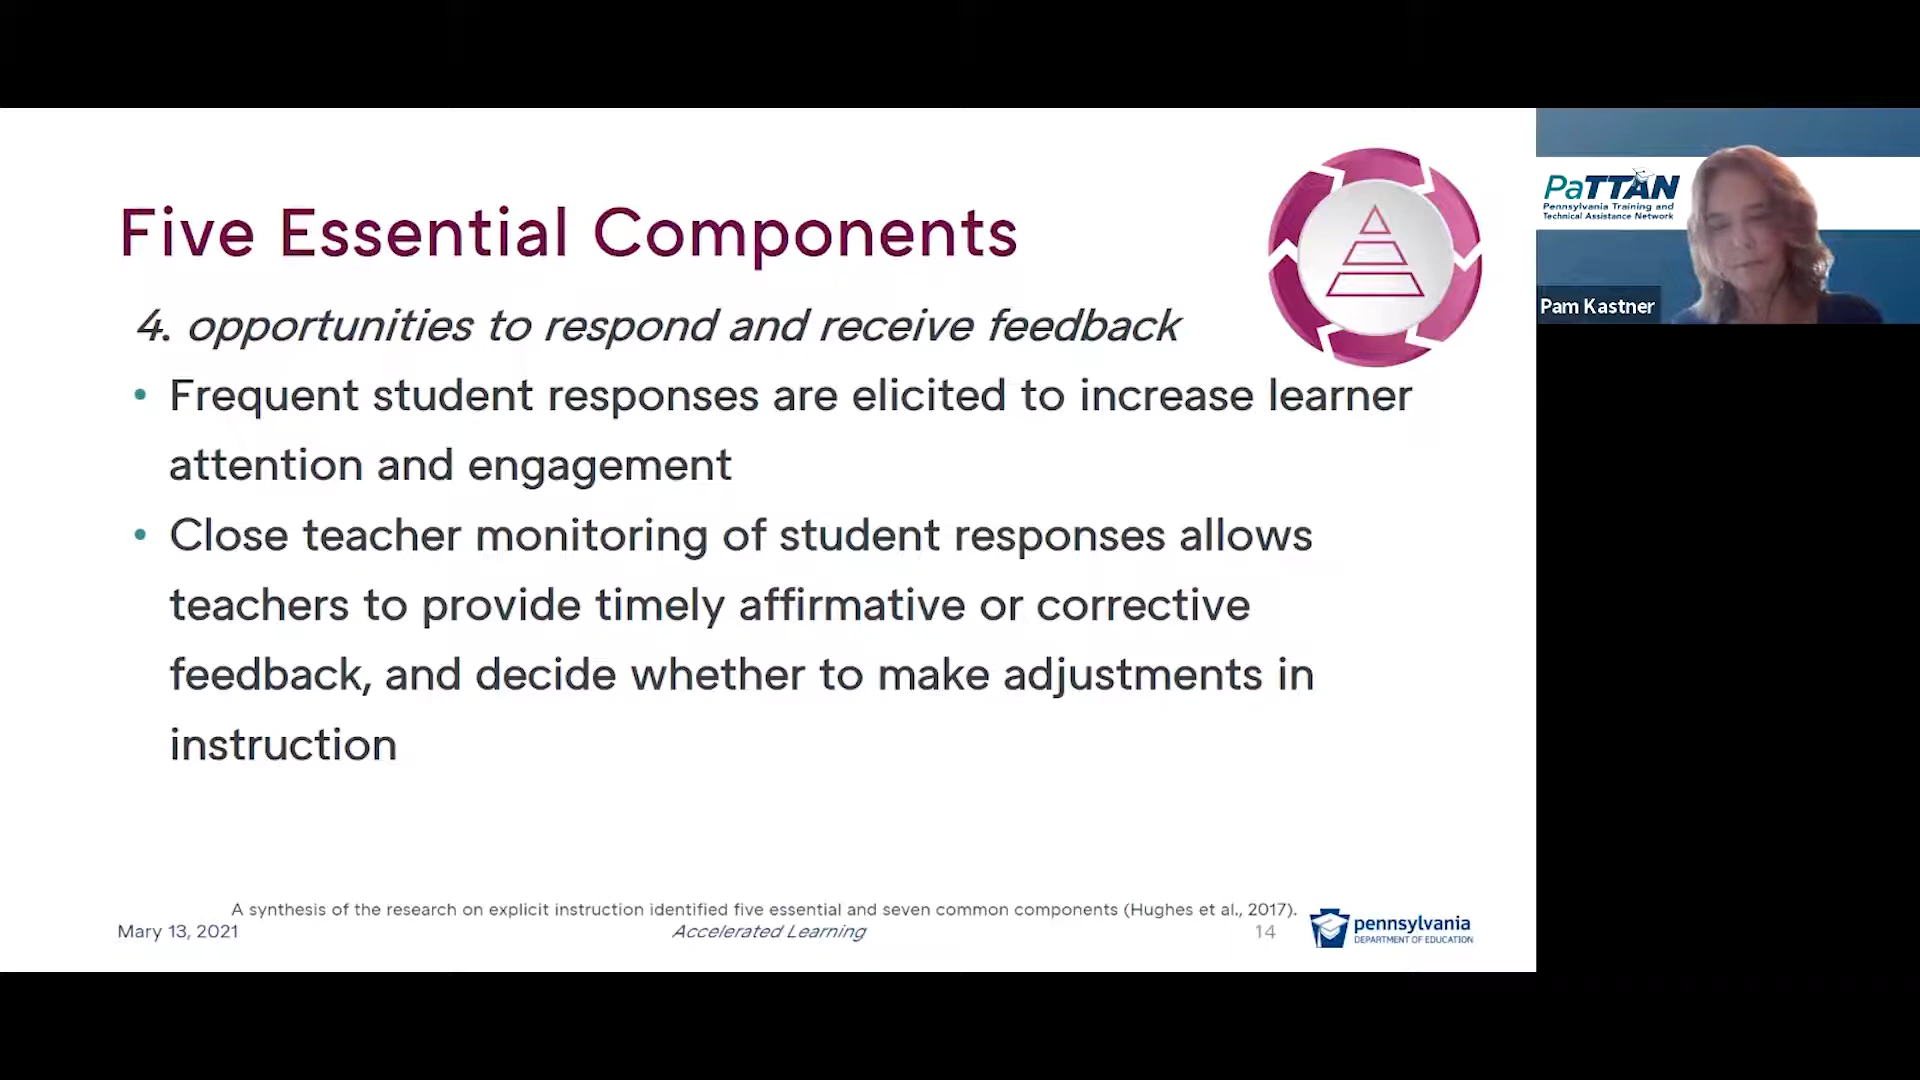 Five Essential Components
4. opportunities to respond and receive feedback
• Frequent student responses are elicited to increase learner
attention and engagement
• Close teacher monitoring of student responses allows
teachers to provide timely affirmative or corrective
feedback, and decide whether to make adjustments in
instruction
A synthesis of the research on explicit instruction identified five essential and seven common components (Hughes et al., 2017).
Mary 13, 2021
Accelerated Learning
14
pennsylvania
DEPARTMENT OF EDUCATION
PaTTAN
Pennsylvania Training and
Technical Assistance Network
Pam Kastner